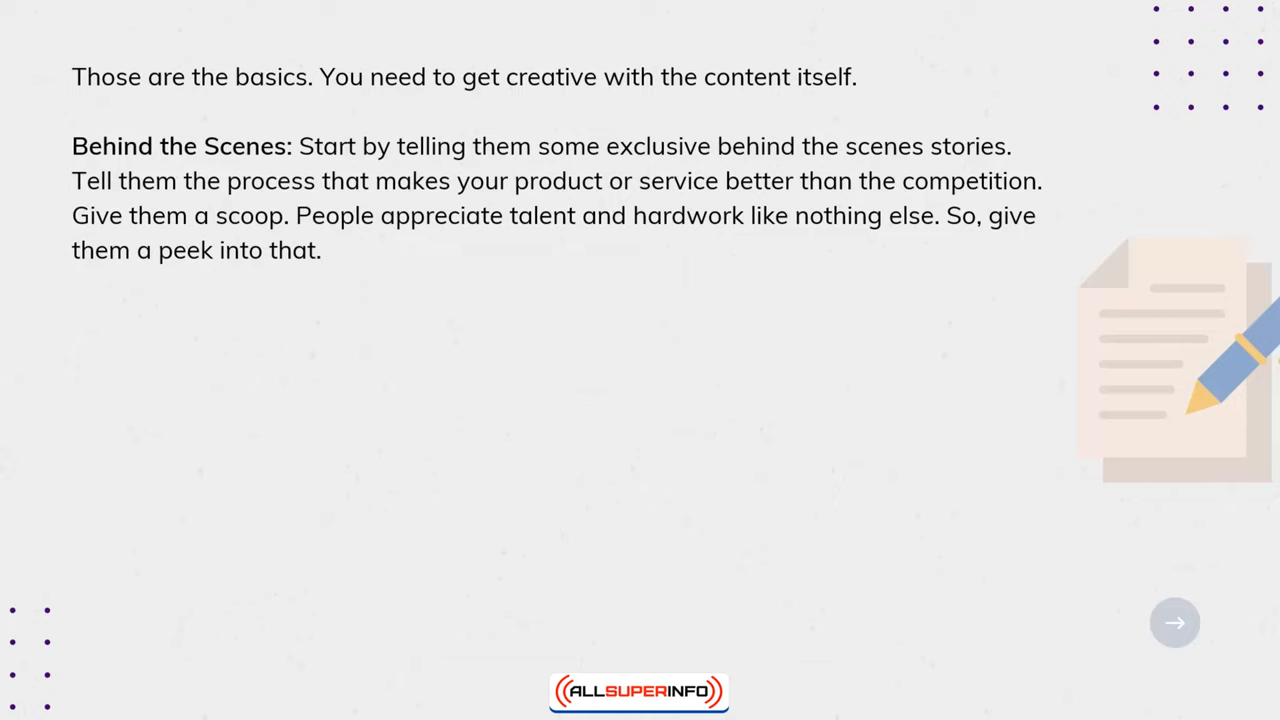 Those are the basics. You need to get creative with the content itself.
Behind the Scenes: Start by telling them some exclusive behind the scenes stories.
Tell them the process that makes your product or service better than the competition.
Give them a scoop. People appreciate talent and hardwork like nothing else. So, give
them a peek into that.
ALLSUPERINFO